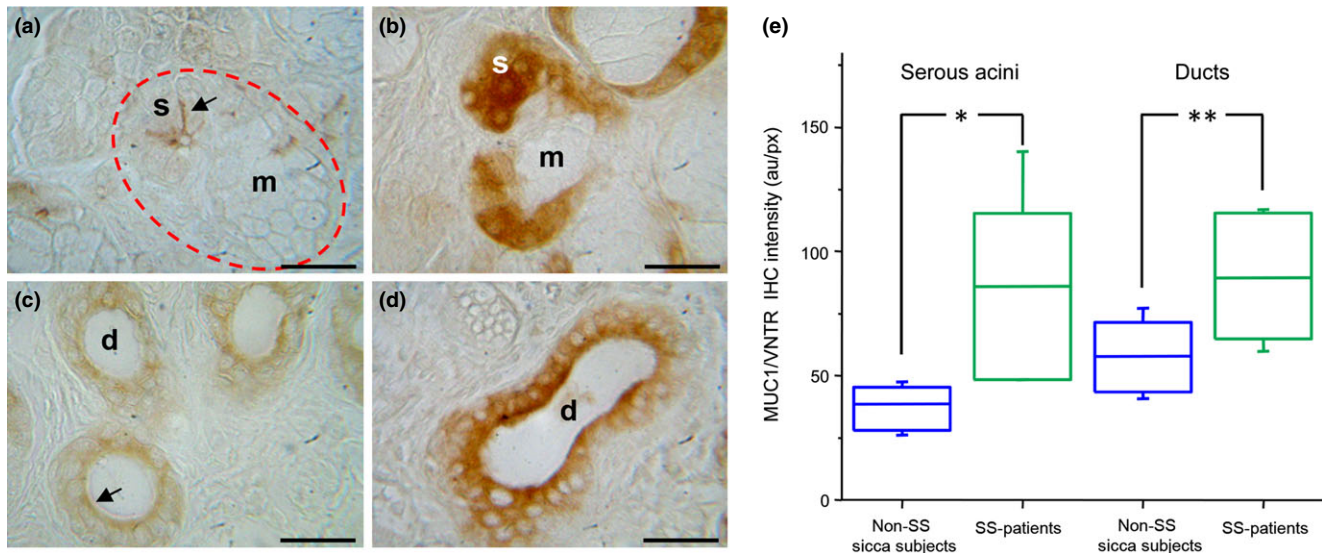 (a)
s
m
(b)
s
m
(c)
d
(d)
d
(e)
Serous acini
Ducts
*
**
MUC1/VNTR IHC intensity (au/px)
150
100
50
0
Non-SS
sicca subjects
SS-patients
Non-SS
sicca subjects
SS-patients